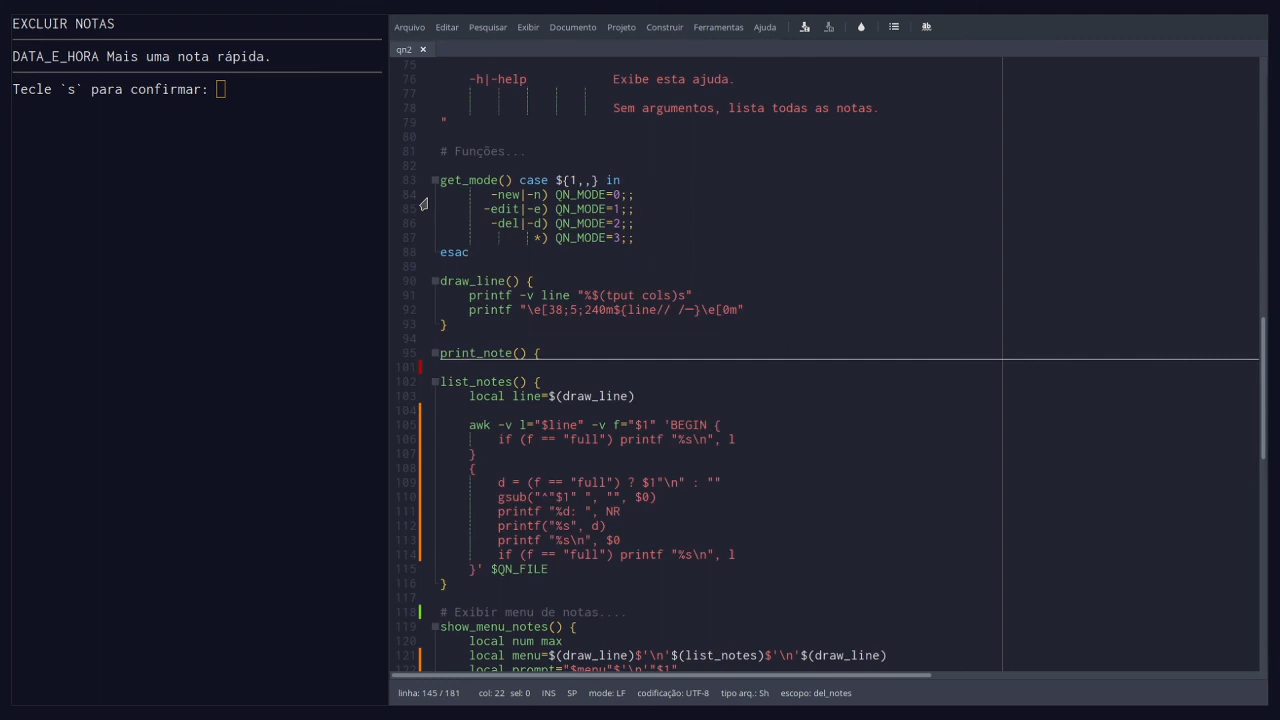 EXCLUIR NOTAS
DATA_E_HORA Mais uma nota rápida.
Tecle `s` para confirmar:
Arquivo Editar Pesquisar Exibir Documento Projeto Construir Ferramentas Ajuda ab
qn2 ×
75
76 -h|-help Exibe esta ajuda.
77
78 Sem argumentos, lista todas as notas.
79 "
80
81 # Funções...
82
83 get_mode() case ${1,,} in
84 -new|-n) QN_MODE=0;;
85 -edit|-e) QN_MODE=1;;
86 -del|-d) QN_MODE=2;;
87 *) QN_MODE=3;;
88 esac
89
90 draw_line() {
91 printf -v line "%$(tput cols)s"
92 printf "\e[38;5;240m${line// /─}\e[0m"
93 }
94
95 print_note() {
101
102 list_notes() {
103 local line=$(draw_line)
104
105 awk -v l="$line" -v f="$1" 'BEGIN {
106 if (f == "full") printf "%s\n", l
107 }
108 {
109 d = (f == "full") ? $1"\n" : ""
110 gsub("^"$1" ", "", $0)
111 printf "%d: ", NR
112 printf("%s", d)
113 printf "%s\n", $0
114 if (f == "full") printf "%s\n", l
115 }' $QN_FILE
116 }
117
118 # Exibir menu de notas....
119 show_menu_notes() {
120 local num max
121 local menu=$(draw_line)$'\n'$(list_notes)$'\n'$(draw_line)
122 local prompt="$menu"$'\n'"$1"
linha: 145 / 181 col: 22 sel: 0 INS SP mode: LF codificação: UTF-8 tipo arq.: Sh escopo: del_notes